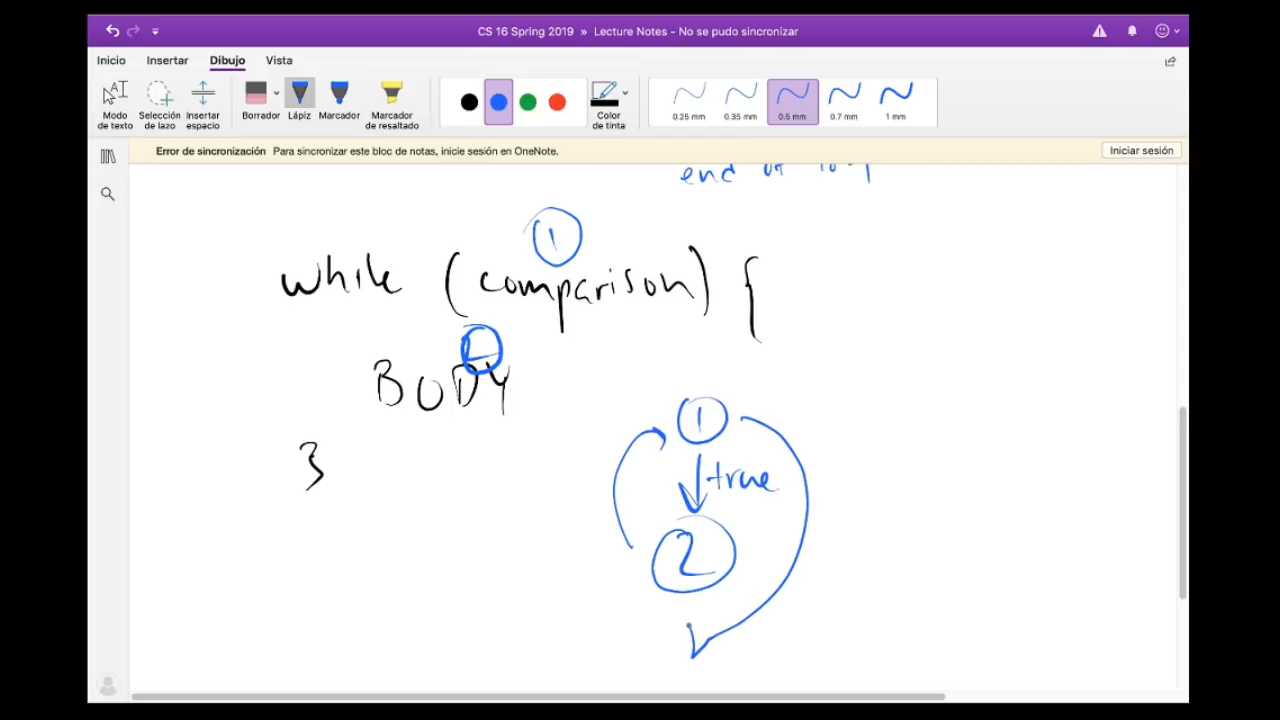 CS 16 Spring 2019 » Lecture Notes - No se pudo sincronizar
Inicio Insertar Dibujo Vista
Modo de texto
Selección de lazo
Insertar espacio
Borrador
Lápiz
Marcador
Marcador de resaltado
Color de tinta
0.25 mm 0.35 mm 0.5 mm 0.7 mm 1 mm
Error de sincronización Para sincronizar este bloc de notas, inicie sesión en OneNote. Iniciar sesión
end of
1
while (comparison) {
BODY
}
1
true
2